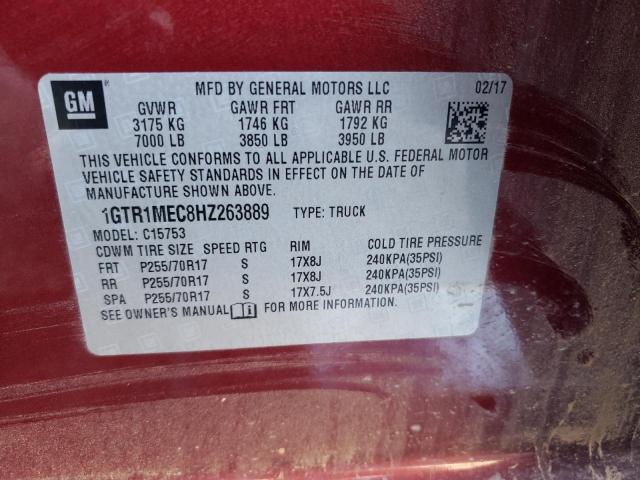 GM
MFD BY GENERAL MOTORS LLC 02/17
GVWR GAWR FRT GAWR RR
3175 KG 1746 KG 1792 KG
7000 LB 3850 LB 3950 LB
THIS VEHICLE CONFORMS TO ALL APPLICABLE U.S. FEDERAL MOTOR
VEHICLE SAFETY STANDARDS IN EFFECT ON THE DATE OF
MANUFACTURE SHOWN ABOVE.
1GTR1MEC8HZ263889 TYPE: TRUCK
MODEL: C15753
CDWM TIRE SIZE SPEED RTG RIM COLD TIRE PRESSURE
FRT P255/70R17 S 17X8J 240KPA(35PSI)
RR P255/70R17 S 17X8J 240KPA(35PSI)
SPA P255/70R17 S 17X7.5J 240KPA(35PSI)
SEE OWNER'S MANUAL FOR MORE INFORMATION.